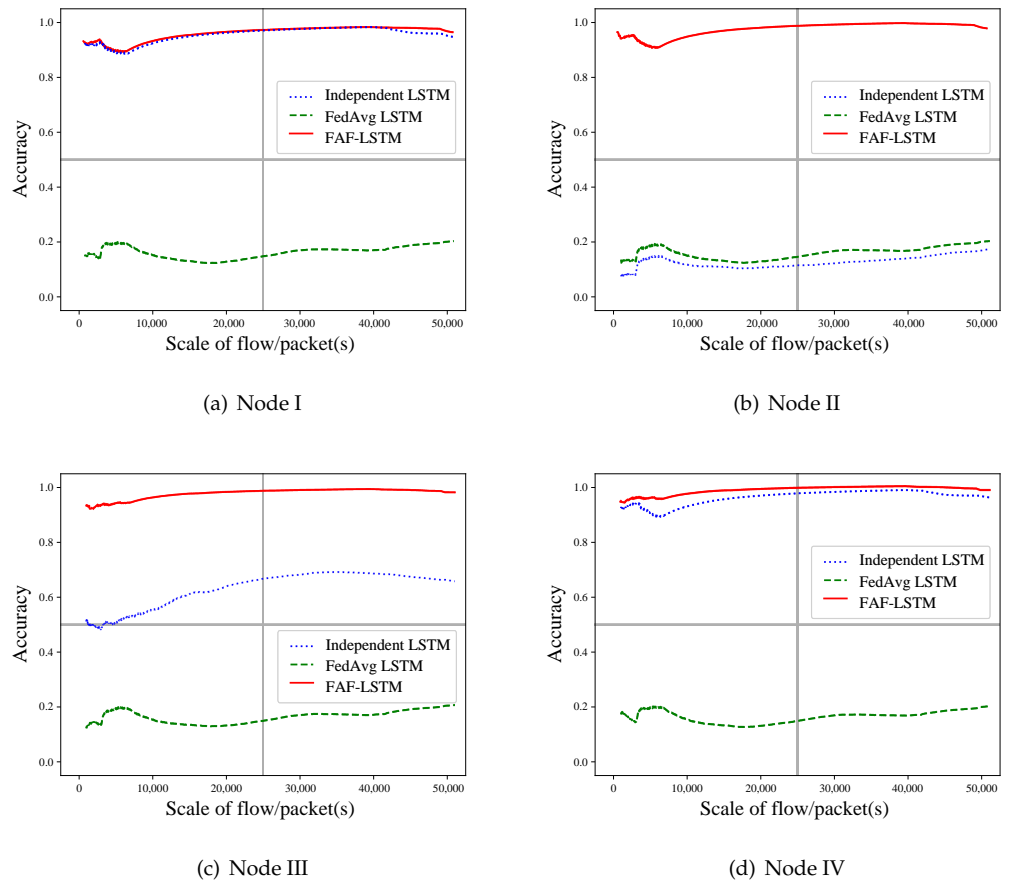 1.0
0.8
0.6
0.4
0.2
0.0
Accuracy
Independent LSTM
FedAvg LSTM
FAF-LSTM
0 10,000 20,000 30,000 40,000 50,000
Scale of flow/packet(s)
(a) Node I
1.0
0.8
0.6
0.4
0.2
0.0
Accuracy
Independent LSTM
FedAvg LSTM
FAF-LSTM
0 10,000 20,000 30,000 40,000 50,000
Scale of flow/packet(s)
(b) Node II
1.0
0.8
0.6
0.4
0.2
0.0
Accuracy
Independent LSTM
FedAvg LSTM
FAF-LSTM
0 10,000 20,000 30,000 40,000 50,000
Scale of flow/packet(s)
(c) Node III
1.0
0.8
0.6
0.4
0.2
0.0
Accuracy
Independent LSTM
FedAvg LSTM
FAF-LSTM
0 10,000 20,000 30,000 40,000 50,000
Scale of flow/packet(s)
(d) Node IV